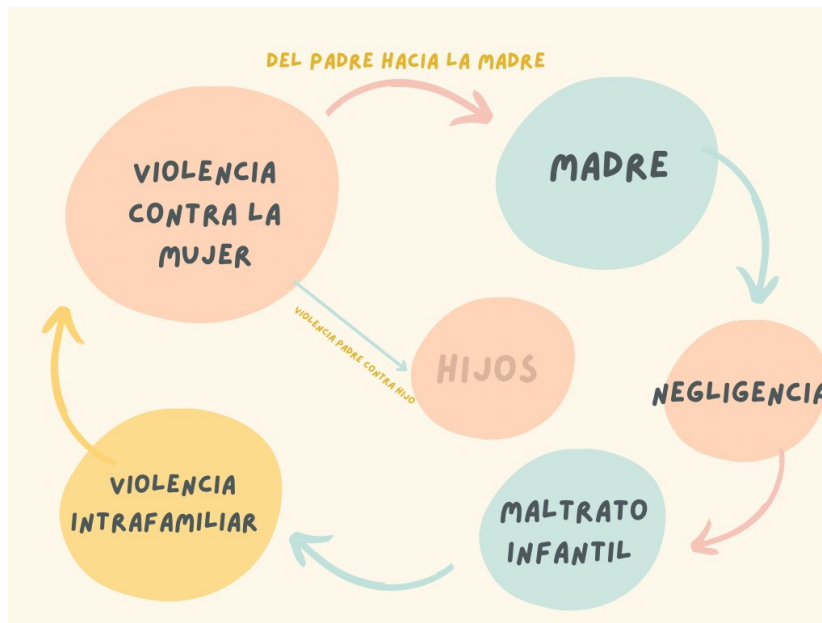 DEL PADRE HACIA LA MADRE
VIOLENCIA
CONTRA LA
MUJER
MADRE
VIOLENCIA PADRE CONTRA HIJO
HIJOS
NEGLIGENCIA
VIOLENCIA
INTRAFAMILIAR
MALTRATO
INFANTIL